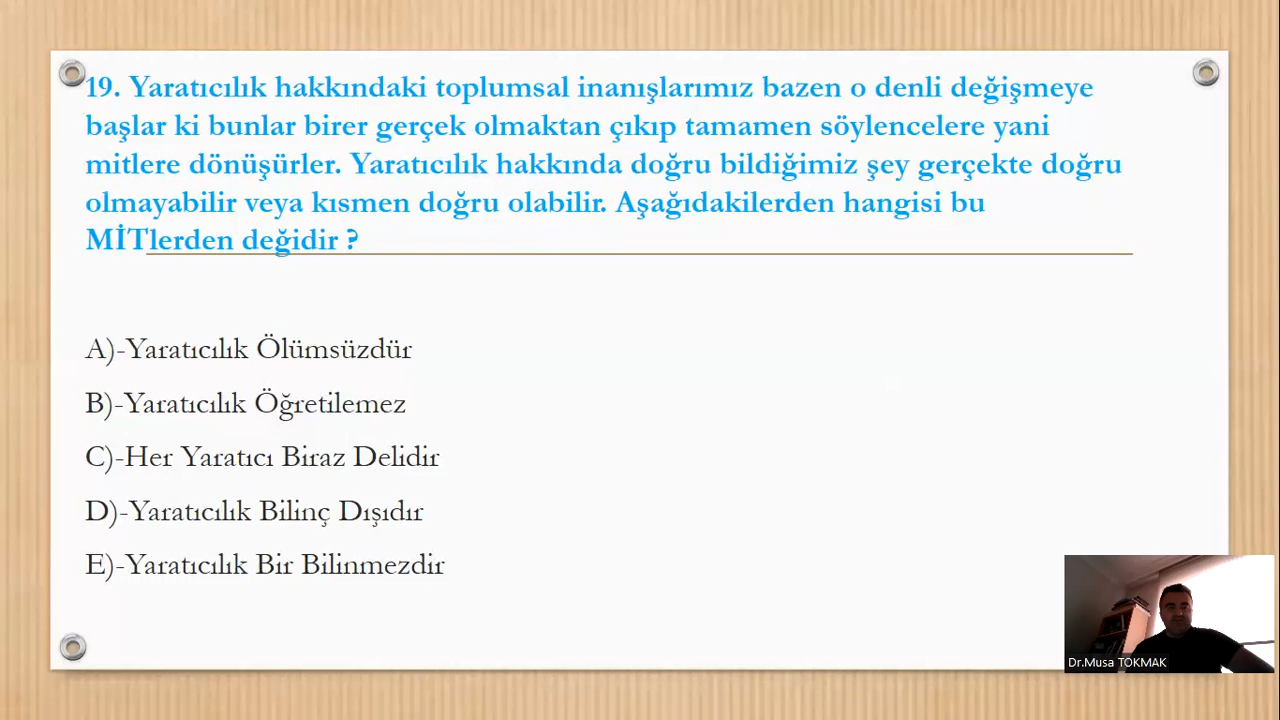 19. Yaratıcılık hakkındaki toplumsal inanışlarımız bazen o denli değişmeye
başlar ki bunlar birer gerçek olmaktan çıkıp tamamen söylencelere yani
mitlere dönüşürler. Yaratıcılık hakkında doğru bildiğimiz şey gerçekte doğru
olmayabilir veya kısmen doğru olabilir. Aşağıdakilerden hangisi bu
MİTlerden değidir ?
A)-Yaratıcılık Ölümsüzdür
B)-Yaratıcılık Öğretilemez
C)-Her Yaratıcı Biraz Delidir
D)-Yaratıcılık Bilinç Dışıdır
E)-Yaratıcılık Bir Bilinmezdir
Dr.Musa TOKMAK